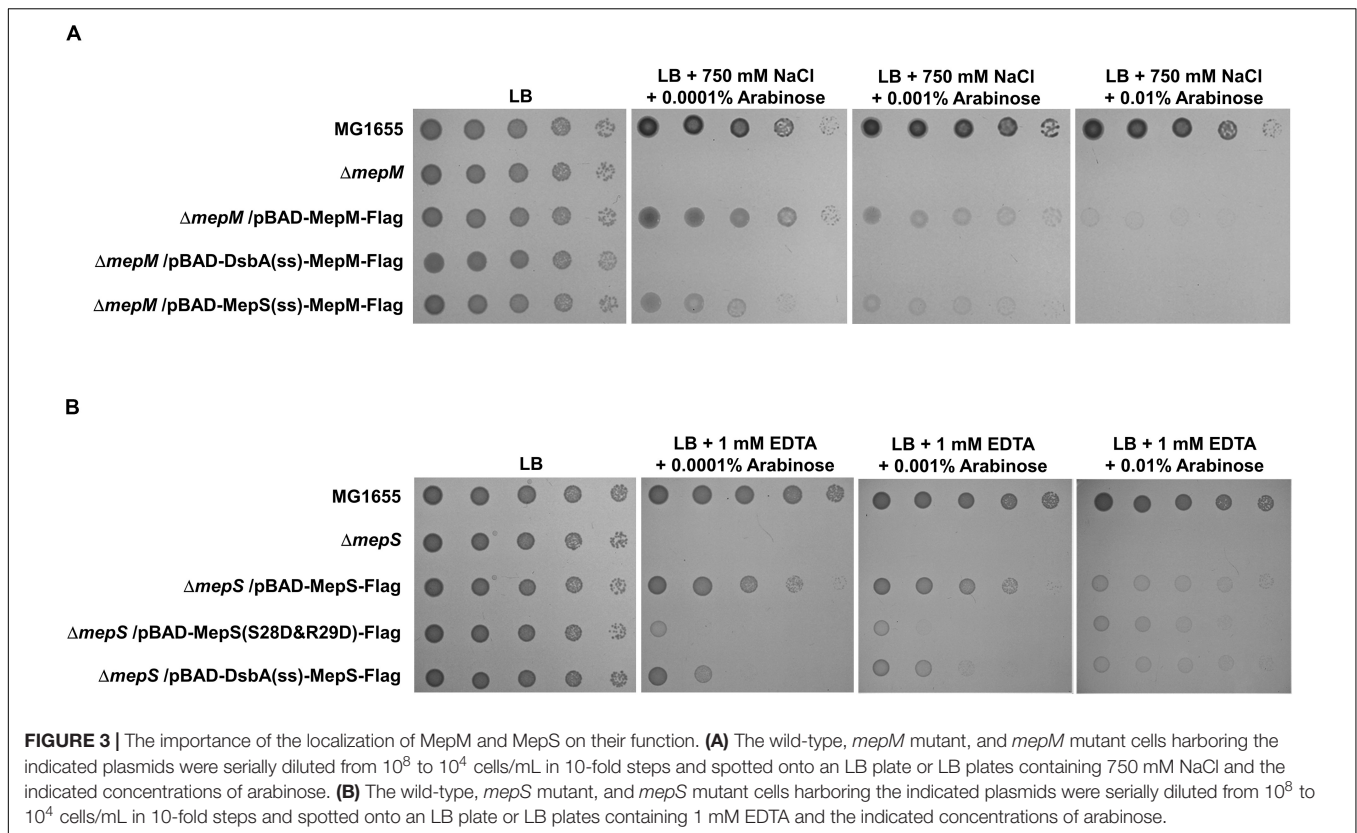 A
LB
LB + 750 mM NaCl
+ 0.0001% Arabinose
LB + 750 mM NaCl
+ 0.001% Arabinose
LB + 750 mM NaCl
+ 0.01% Arabinose
MG1655
ΔmepM
ΔmepM /pBAD-MepM-Flag
ΔmepM /pBAD-DsbA(ss)-MepM-Flag
ΔmepM /pBAD-MepS(ss)-MepM-Flag
B
LB
LB + 1 mM EDTA
+ 0.0001% Arabinose
LB + 1 mM EDTA
+ 0.001% Arabinose
LB + 1 mM EDTA
+ 0.01% Arabinose
MG1655
ΔmepS
ΔmepS /pBAD-MepS-Flag
ΔmepS /pBAD-MepS(S28D&R29D)-Flag
ΔmepS /pBAD-DsbA(ss)-MepS-Flag
FIGURE 3 | The importance of the localization of MepM and MepS on their function. (A) The wild-type, mepM mutant, and mepM mutant cells harboring the
indicated plasmids were serially diluted from 10⁸ to 10⁴ cells/mL in 10-fold steps and spotted onto an LB plate or LB plates containing 750 mM NaCl and the
indicated concentrations of arabinose. (B) The wild-type, mepS mutant, and mepS mutant cells harboring the indicated plasmids were serially diluted from 10⁸ to
10⁴ cells/mL in 10-fold steps and spotted onto an LB plate or LB plates containing 1 mM EDTA and the indicated concentrations of arabinose.